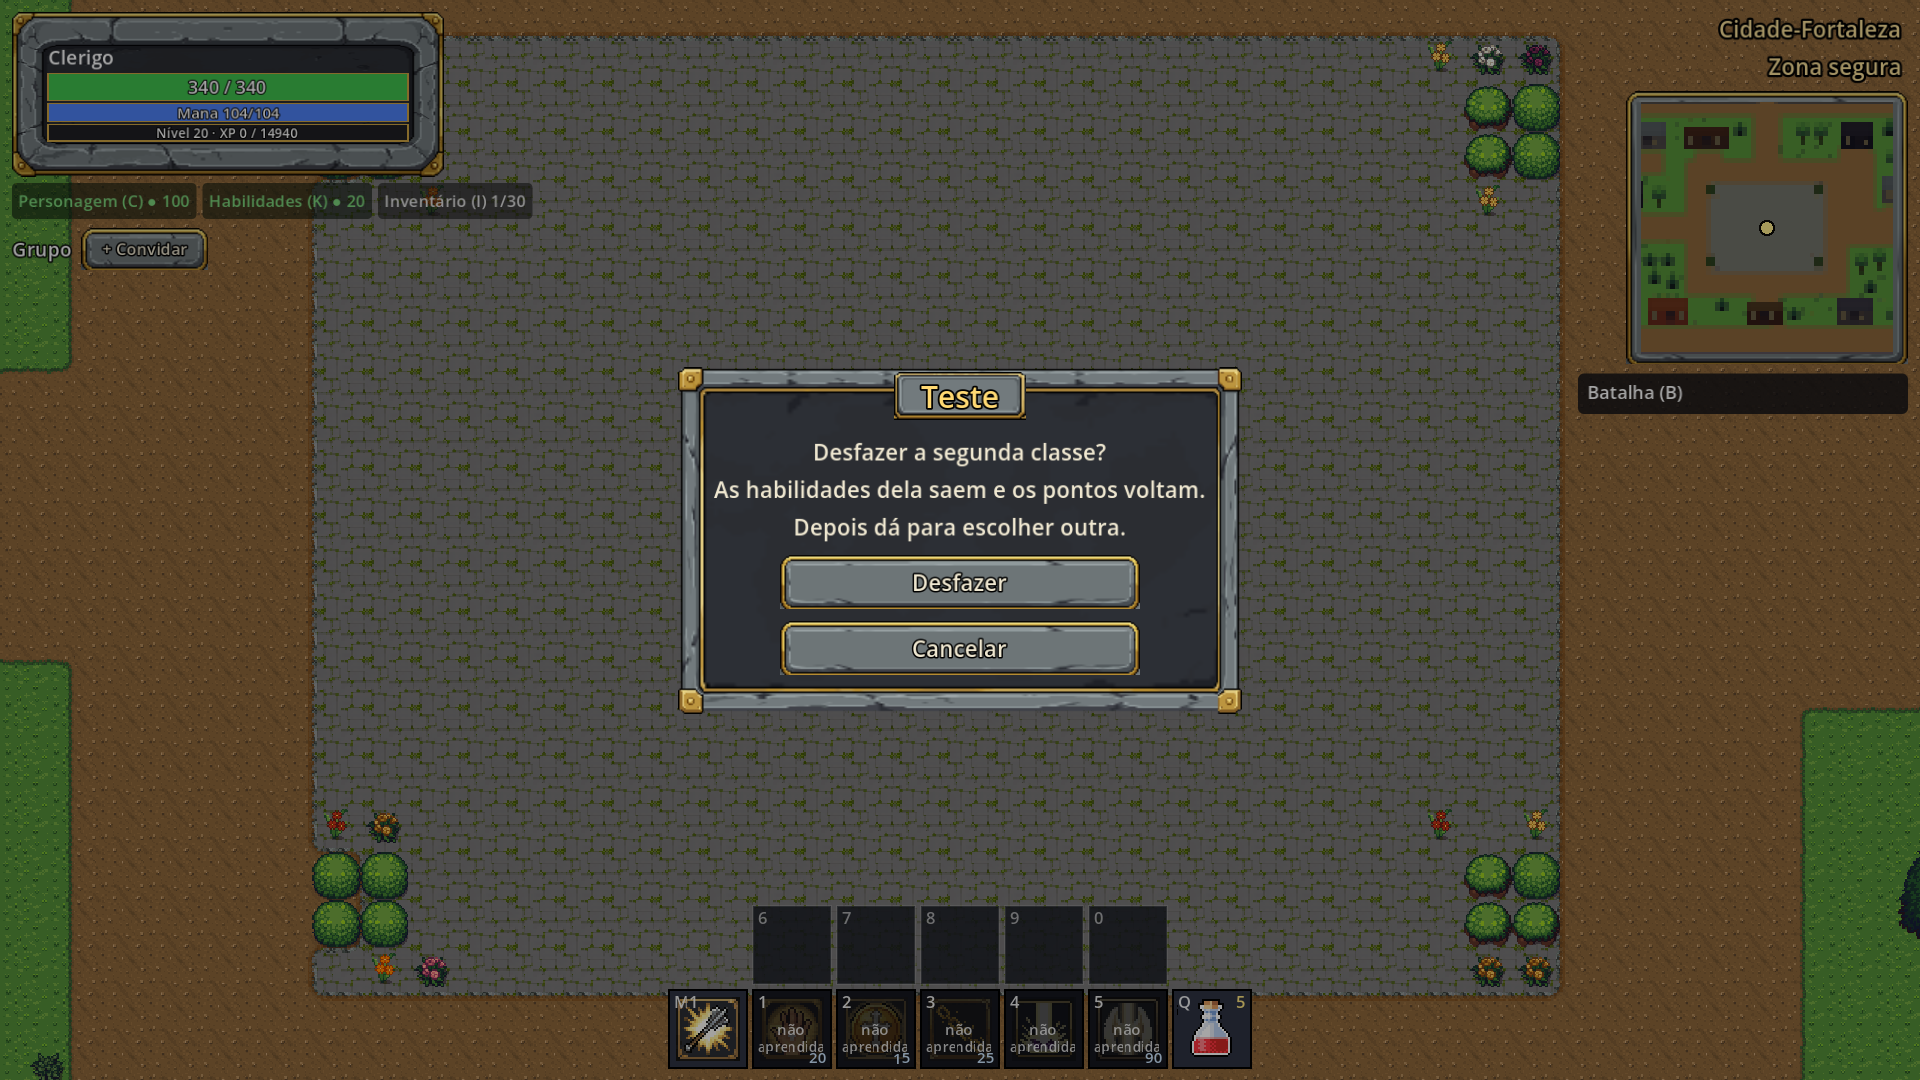 Clerigo
340 / 340
Mana 104/104
Nível 20 · XP 0 / 14940
Personagem (C) ● 100
Habilidades (K) ● 20
Inventário (I) 1/30
Grupo
+ Convidar
Cidade-Fortaleza
Zona segura
Batalha (B)
Teste
Desfazer a segunda classe?
As habilidades dela saem e os pontos voltam.
Depois dá para escolher outra.
Desfazer
Cancelar
6
7
8
9
0
M1
1
não
aprendida
20
2
não
aprendida
15
3
não
aprendida
25
4
não
aprendida
5
não
aprendida
90
Q
5